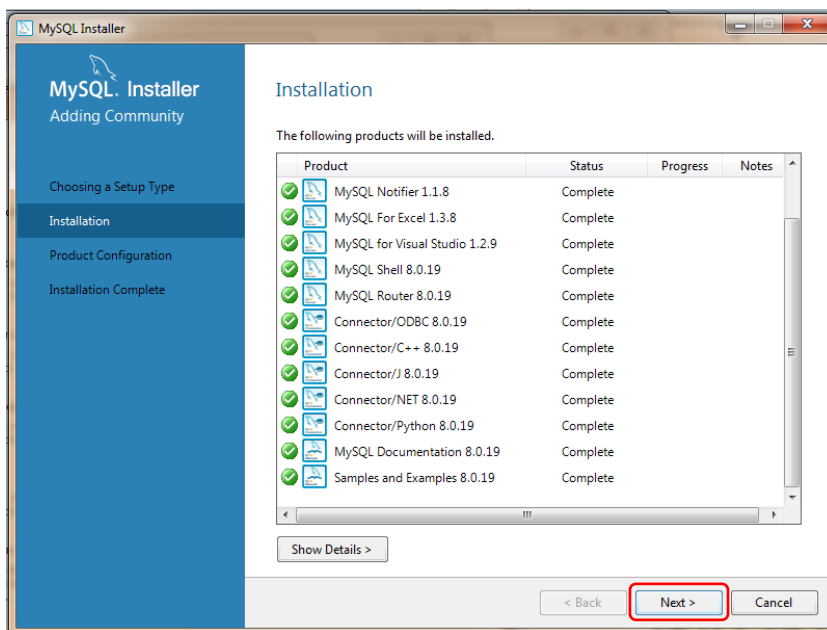 MySQL Installer
MySQL. Installer
Adding Community
Choosing a Setup Type
Installation
Product Configuration
Installation Complete
Installation
The following products will be installed.
Product Status Progress Notes
MySQL Notifier 1.1.8 Complete
MySQL For Excel 1.3.8 Complete
MySQL for Visual Studio 1.2.9 Complete
MySQL Shell 8.0.19 Complete
MySQL Router 8.0.19 Complete
Connector/ODBC 8.0.19 Complete
Connector/C++ 8.0.19 Complete
Connector/J 8.0.19 Complete
Connector/NET 8.0.19 Complete
Connector/Python 8.0.19 Complete
MySQL Documentation 8.0.19 Complete
Samples and Examples 8.0.19 Complete
Show Details >
< Back Next > Cancel